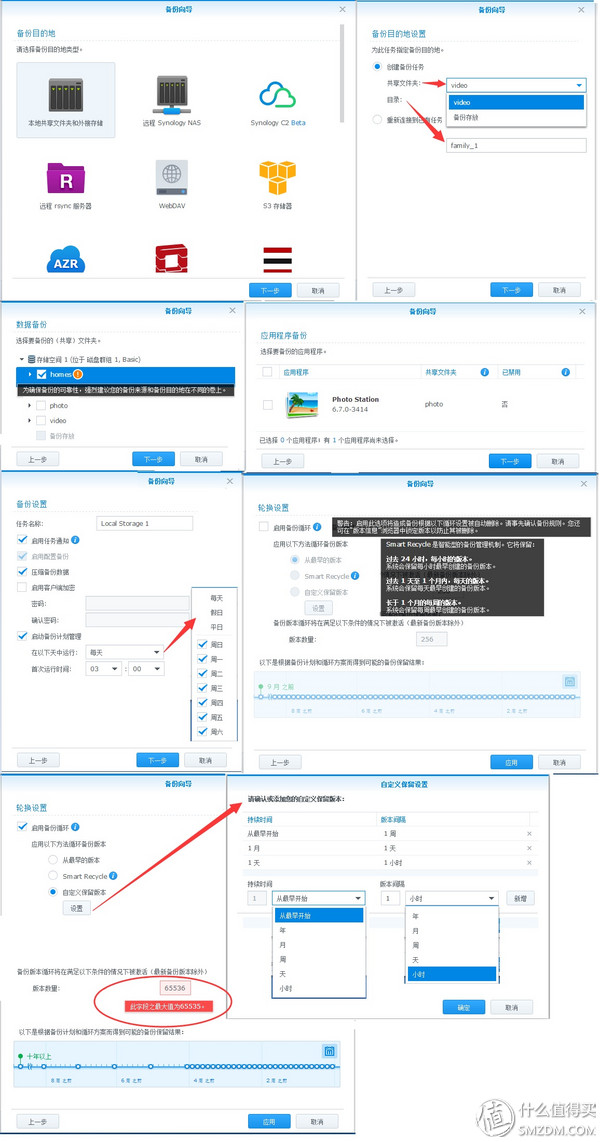 备份向导
备份目的地
请选择备份目的地类型。
本地共享文件夹和外接存储
远程 Synology NAS
Synology C2 Beta
远程 rsync 服务器
WebDAV
S3 存储器
AZR
下一步
取消
备份向导
备份目的地设置
为此任务指定备份目的地。
创建备份任务
共享文件夹:
video
video
备份存放
目录:
重新连接到已有任务
family_1
上一步
下一步
取消
备份向导
数据备份
选择要备份的（共享）文件夹。
存储空间 1 (位于 磁盘群组 1, Basic)
homes
为确保备份的可靠性，强烈建议您的备份来源和备份目的地在不同的卷上。
photo
video
备份存放
上一步
下一步
取消
备份向导
应用程序备份
选择要备份的应用程序。
应用程序
共享文件夹
已禁用
Photo Station
6.7.0-3414
photo
否
已选择 0 个应用程序；有 1 个应用程序尚未选择。
上一步
下一步
取消
备份向导
备份设置
任务名称:
Local Storage 1
启用任务通知
启用配置备份
压缩备份数据
启用客户端加密
密码:
确认密码:
启动备份计划管理
在以下天中运行:
每天
首次运行时间:
03
:
00
每天
假日
平日
周日
周一
周二
周三
周四
周五
周六
上一步
下一步
取消
备份向导
轮换设置
启用备份循环
警告：启用此选项将造成备份根据以下循环设置被自动删除。请事先确认备份规则。您还可在“版本信息”浏览器中锁定版本以防止其被删除。
应用以下方法循环备份版本
从最早的版本
Smart Recycle
自定义保留版本
设置
Smart Recycle 是智能型的备份管理机制。它将保留:
过去 24 小时，每小时的版本。
系统会保留每小时最早创建的备份版本。
过去 1 天至 1 个月内，每天的版本。
系统会保留每天最早创建的备份版本。
长于 1 个月的每周的版本。
系统会保留每周最早创建的备份版本。
备份版本循环将在满足以下条件的情况下被激活（最新备份版本除外）
版本数量:
256
以下是根据备份计划和循环方案而得到可能的备份保留结果:
9 月 之前
8 周 之前
6 周 之前
4 周 之前
2 周 之前
上一步
应用
取消
备份向导
轮换设置
启用备份循环
应用以下方法循环备份版本
从最早的版本
Smart Recycle
自定义保留版本
设置
备份版本循环将在满足以下条件的情况下被激活（最新备份版本除外）
版本数量:
65536
此字段之最大值为65535。
以下是根据备份计划和循环方案而得到可能的备份保留结果:
十年以上
8 周 之前
6 周 之前
4 周 之前
2 周 之前
上一步
应用
取消
自定义保留设置
请确认或添加您的自定义保留版本:
持续时间
版本间隔
从最早开始
1 周
1 月
1 天
1 天
1 小时
持续时间
版本间隔
1
从最早开始
1
小时
新增
从最早开始
年
月
周
天
小时
年
月
周
天
小时
确定
取消
值
什么值得买
SMZDM.COM